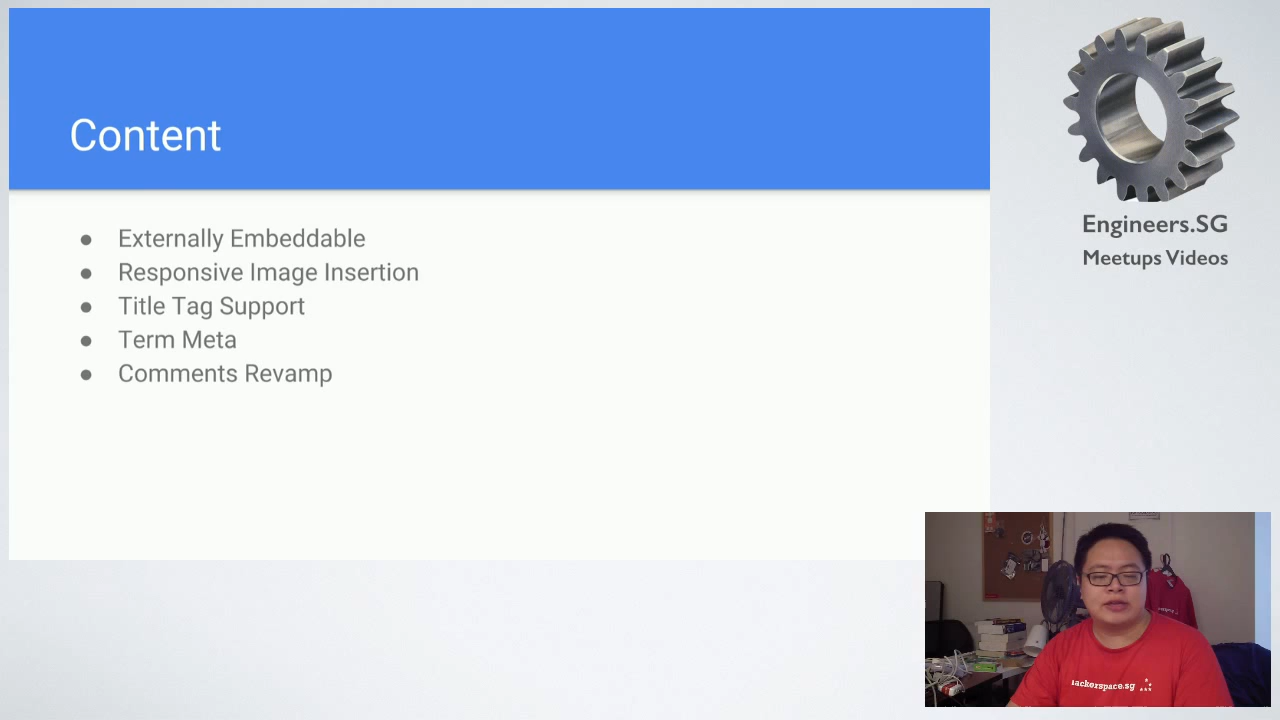 Content
● Externally Embeddable
● Responsive Image Insertion
● Title Tag Support
● Term Meta
● Comments Revamp
Engineers.SG
Meetups Videos
hackerspace.sg